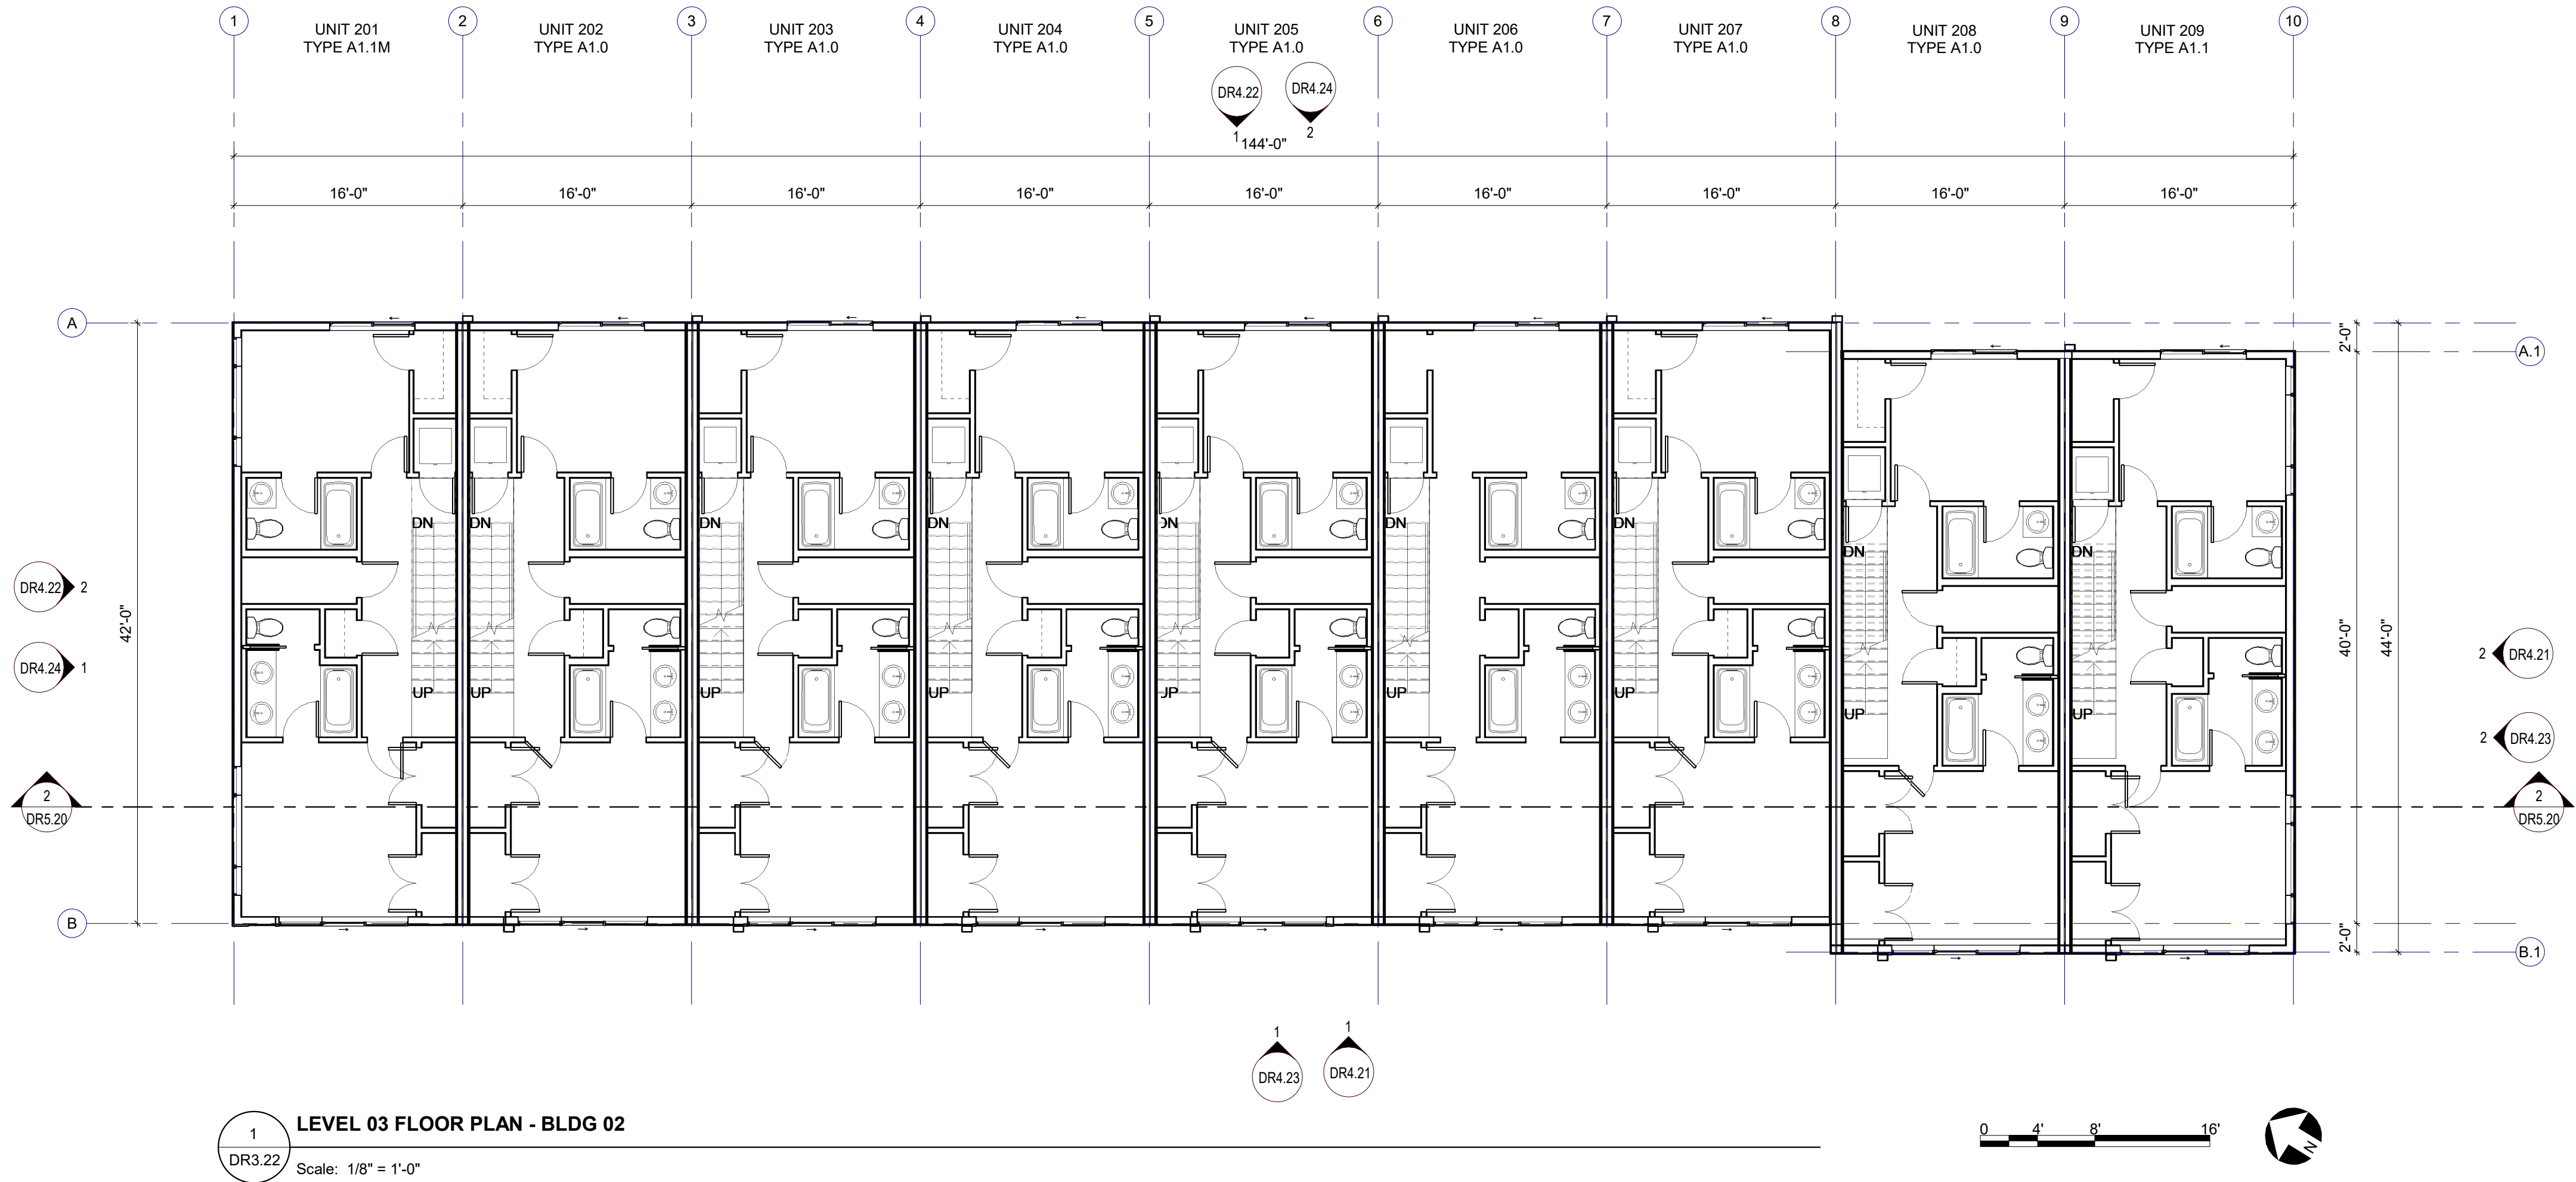 1 2 3 4 5 6 7 8 9 10
UNIT 201 UNIT 202 UNIT 203 UNIT 204 UNIT 205 UNIT 206 UNIT 207 UNIT 208 UNIT 209
TYPE A1.1M TYPE A1.0 TYPE A1.0 TYPE A1.0 TYPE A1.0 TYPE A1.0 TYPE A1.0 TYPE A1.0 TYPE A1.1
DR4.22 DR4.24
1 2
144'-0"
16'-0" 16'-0" 16'-0" 16'-0" 16'-0" 16'-0" 16'-0" 16'-0" 16'-0"
A
2'-0"
A.1
DN DN DN DN DN DN DN
DN DN
DR4.22 2
42'-0"
40'-0"
44'-0"
2 DR4.21
DR4.24 1
UP UP UP UP UP UP UP
UP UP
2 DR4.23
2
DR5.20
2
DR5.20
B
2'-0"
B.1
1 1
DR4.23 DR4.21
1
DR3.22
LEVEL 03 FLOOR PLAN - BLDG 02
Scale: 1/8" = 1'-0"
0 4' 8' 16'
N